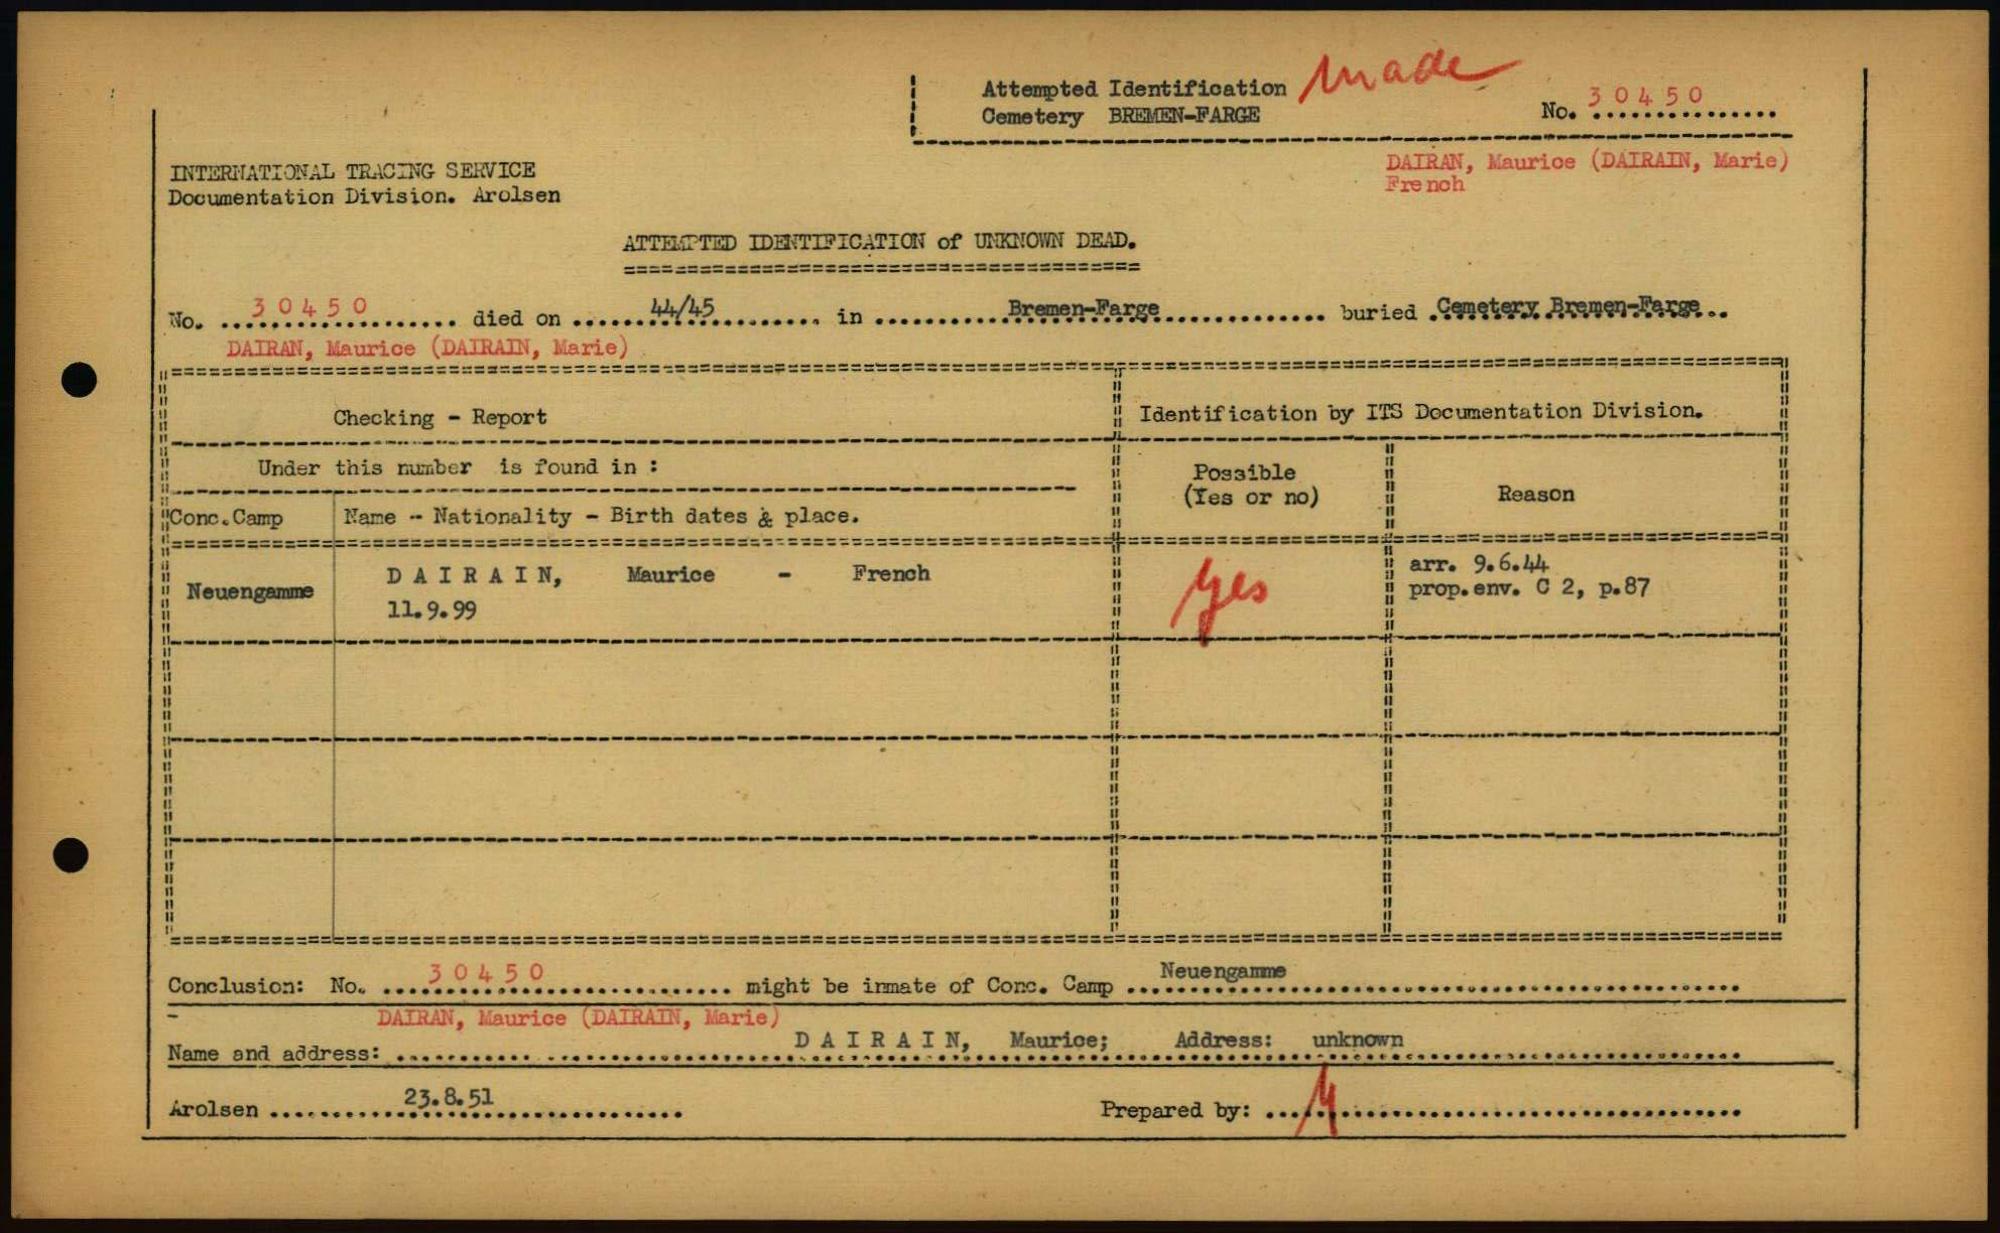 Attempted Identification made
Cemetery BREMEN-FARGE
No. 30450
DAIRAN, Maurice (DAIRAIN, Marie)
French
INTERNATIONAL TRACING SERVICE
Documentation Division. Arolsen
ATTEMPTED IDENTIFICATION of UNKNOWN DEAD.
No. 30450 died on 44/45 in Bremen-Farge buried Cemetery Bremen-Farge
DAIRAN, Maurice (DAIRAIN, Marie)
Checking - Report
Identification by ITS Documentation Division.
Under this number is found in :
Possible
(Yes or no)
Reason
Conc.Camp
Name - Nationality - Birth dates & place.
Neuengamme
DAIRAIN, Maurice - French
11.9.99
yes
arr. 9.6.44
prop.env. C 2, p.87
Conclusion: No. 30450 might be inmate of Conc. Camp Neuengamme
DAIRAN, Maurice (DAIRAIN, Marie)
Name and address: DAIRAIN, Maurice; Address: unknown
Arolsen 23.8.51
Prepared by: